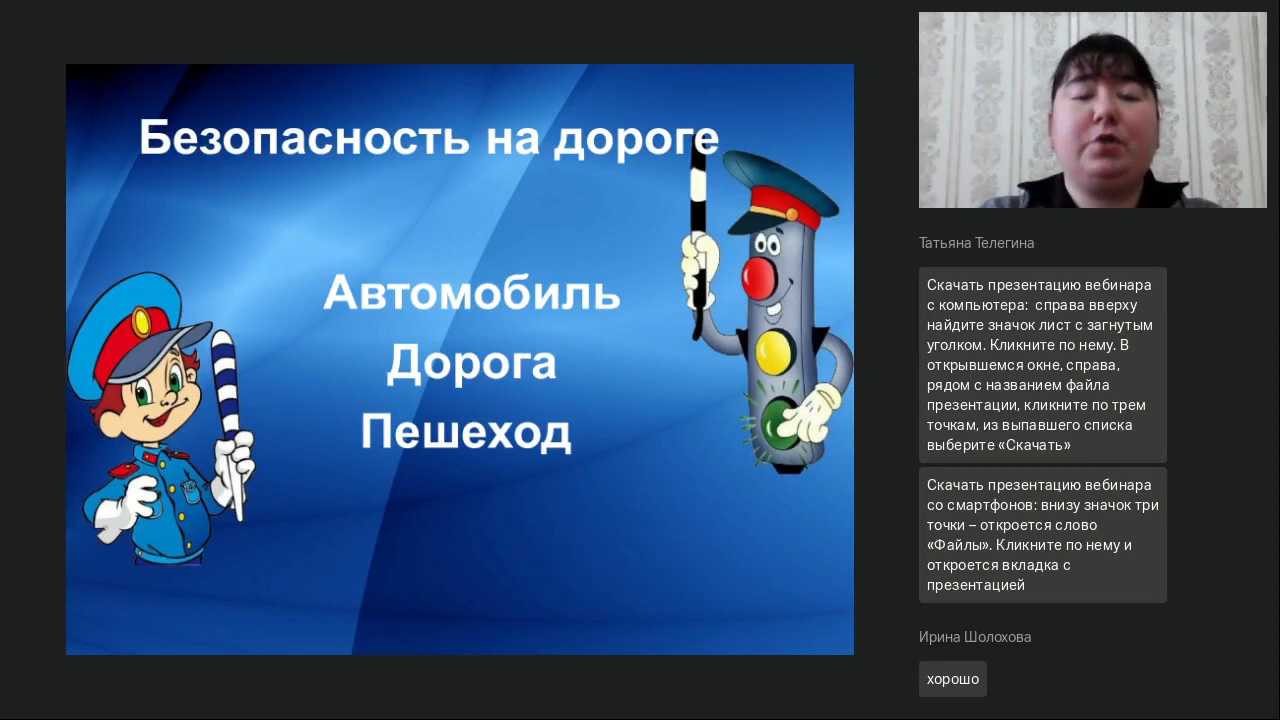 Безопасность на дороге
Автомобиль
Дорога
Пешеход
Татьяна Телегина
Скачать презентацию вебинара
с компьютера:  справа вверху
найдите значок лист с загнутым
уголком. Кликните по нему. В
открывшемся окне, справа,
рядом с названием файла
презентации, кликните по трем
точкам, из выпавшего списка
выберите «Скачать»
Скачать презентацию вебинара
со смартфонов: внизу значок три
точки – откроется слово
«Файлы». Кликните по нему и
откроется вкладка с
презентацией
Ирина Шолохова
хорошо